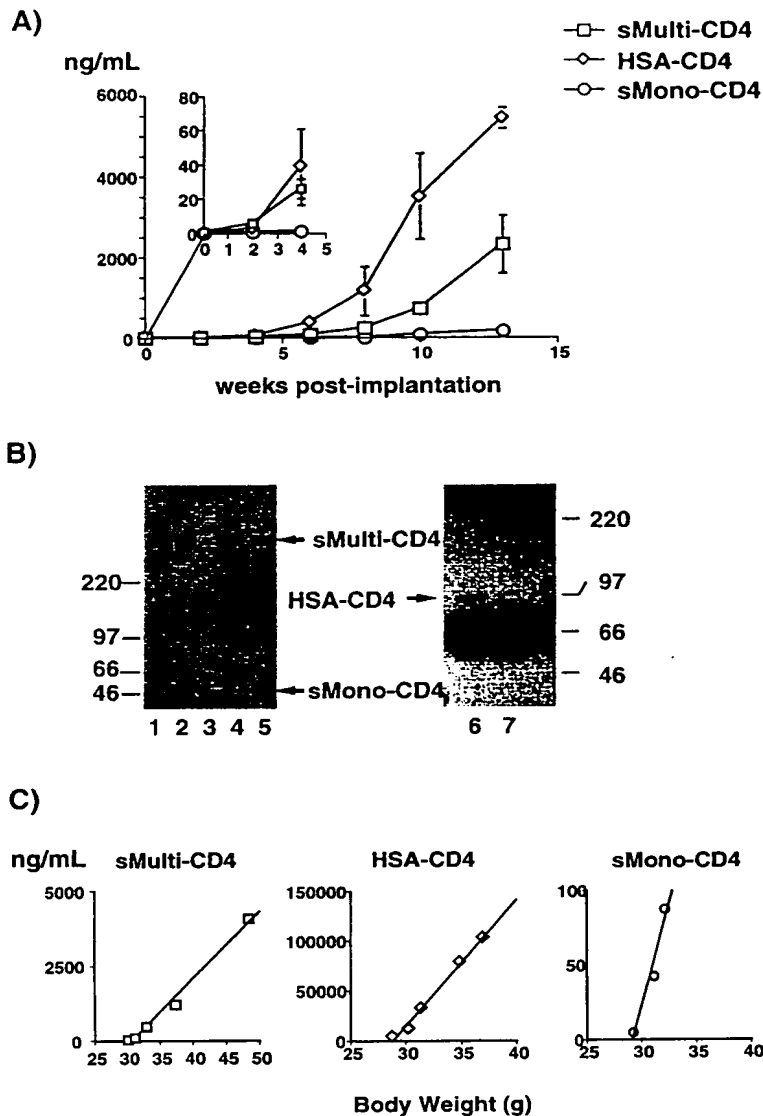 A)
sMulti-CD4
HSA-CD4
sMono-CD4
ng/mL
6000
4000
2000
0
80
60
40
20
0
0 1 2 3 4 5
0 5 10 15
weeks post-implantation
B)
sMulti-CD4
HSA-CD4
sMono-CD4
220
97
66
46
220
97
66
46
1 2 3 4 5
6 7
C)
ng/mL
sMulti-CD4
HSA-CD4
sMono-CD4
5000
2500
0
25 30 35 40 45 50
150000
100000
50000
0
25 30 35 40
100
50
0
25 30 35 40
Body Weight (g)